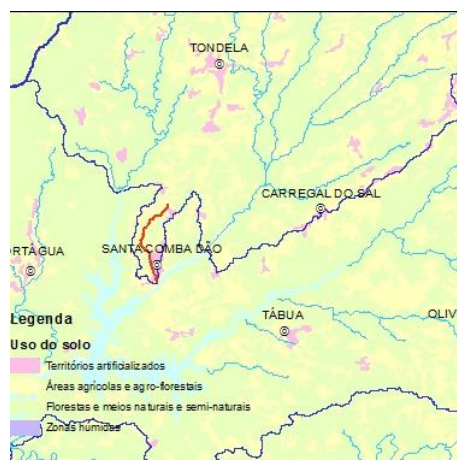 TONDELA
CARREGAL DO SAL
SANTA COMBA DÃO
ORTÁGUA
TÁBUA
OLIV
Legenda
Uso do solo
Territórios artificializados
Áreas agrícolas e agro-florestais
Florestas e meios naturais e semi-naturais
Zonas húmidas